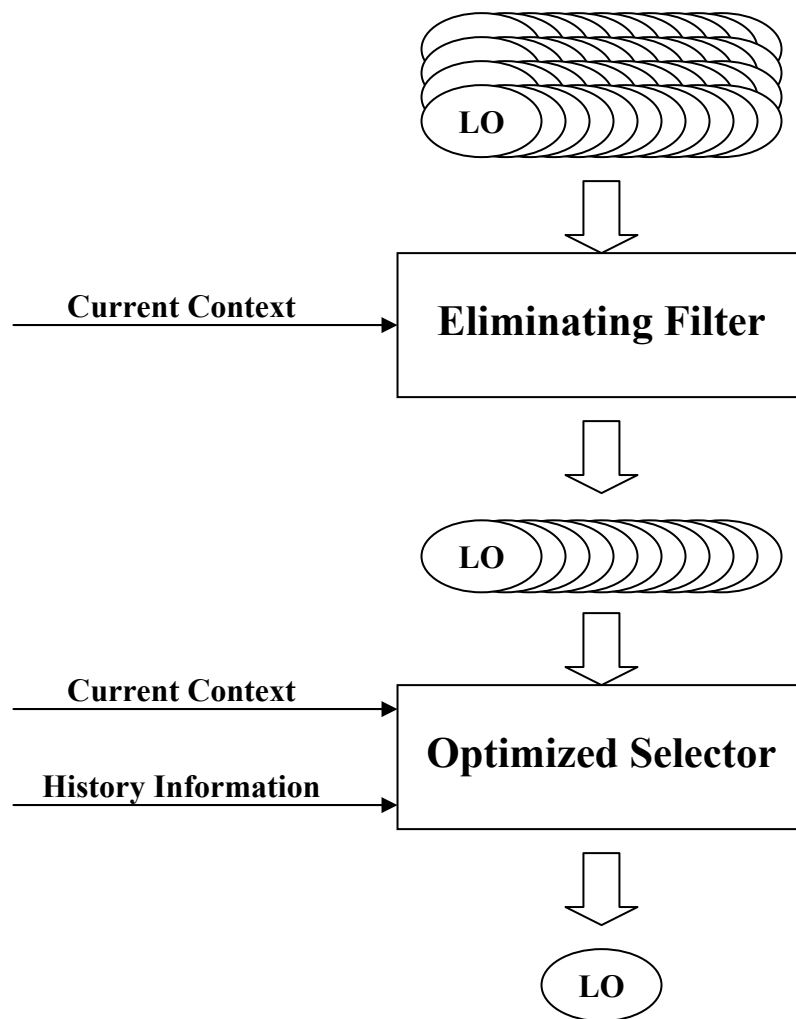 LO
Current Context
Eliminating Filter
LO
Current Context
Optimized Selector
History Information
LO